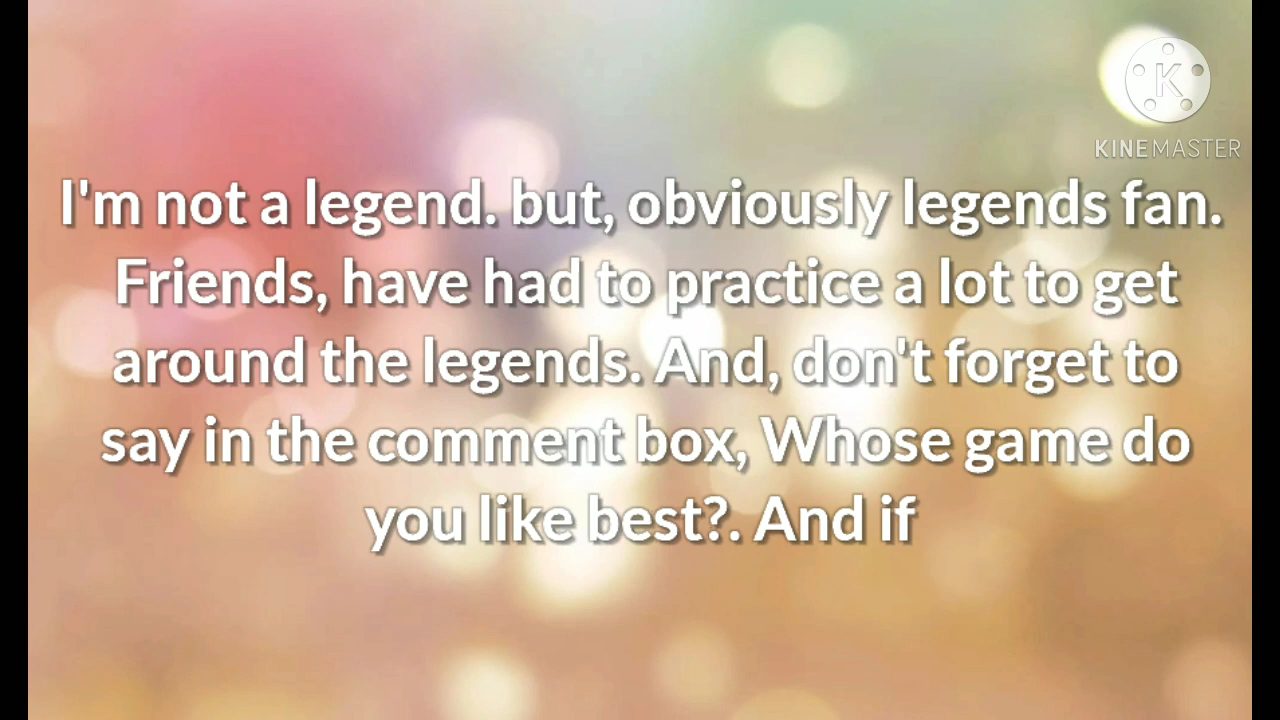 KINEMASTER
I'm not a legend. but, obviously legends fan.
Friends, have had to practice a lot to get
around the legends. And, don't forget to
say in the comment box, Whose game do
you like best?. And if